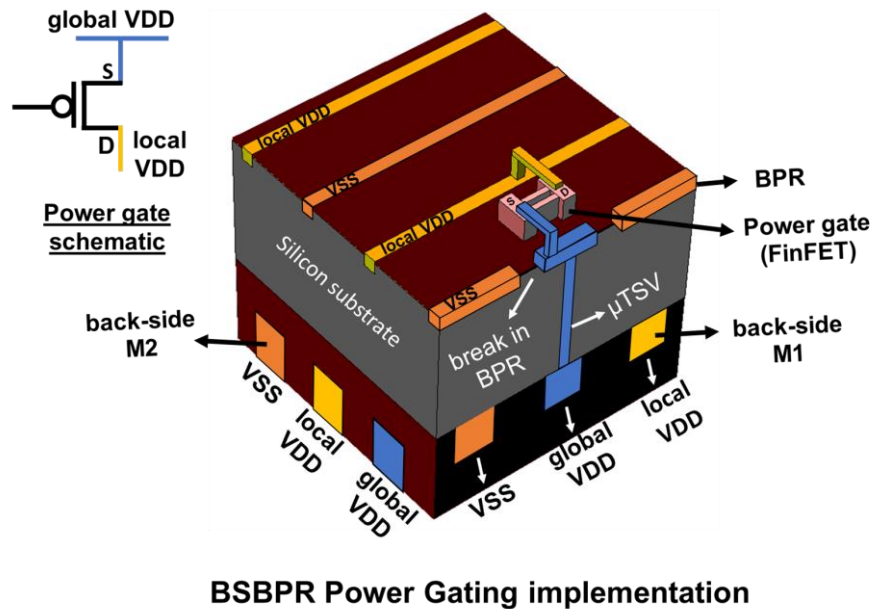 global VDD
S
D
local
VDD
Power gate
schematic
local VDD
VSS
local VDD
VSS
S
D
BPR
Power gate
(FinFET)
Silicon substrate
break in
BPR
µTSV
back-side
M2
back-side
M1
VSS
local
VDD
global
VDD
VSS
global
VDD
local
VDD
BSBPR Power Gating implementation